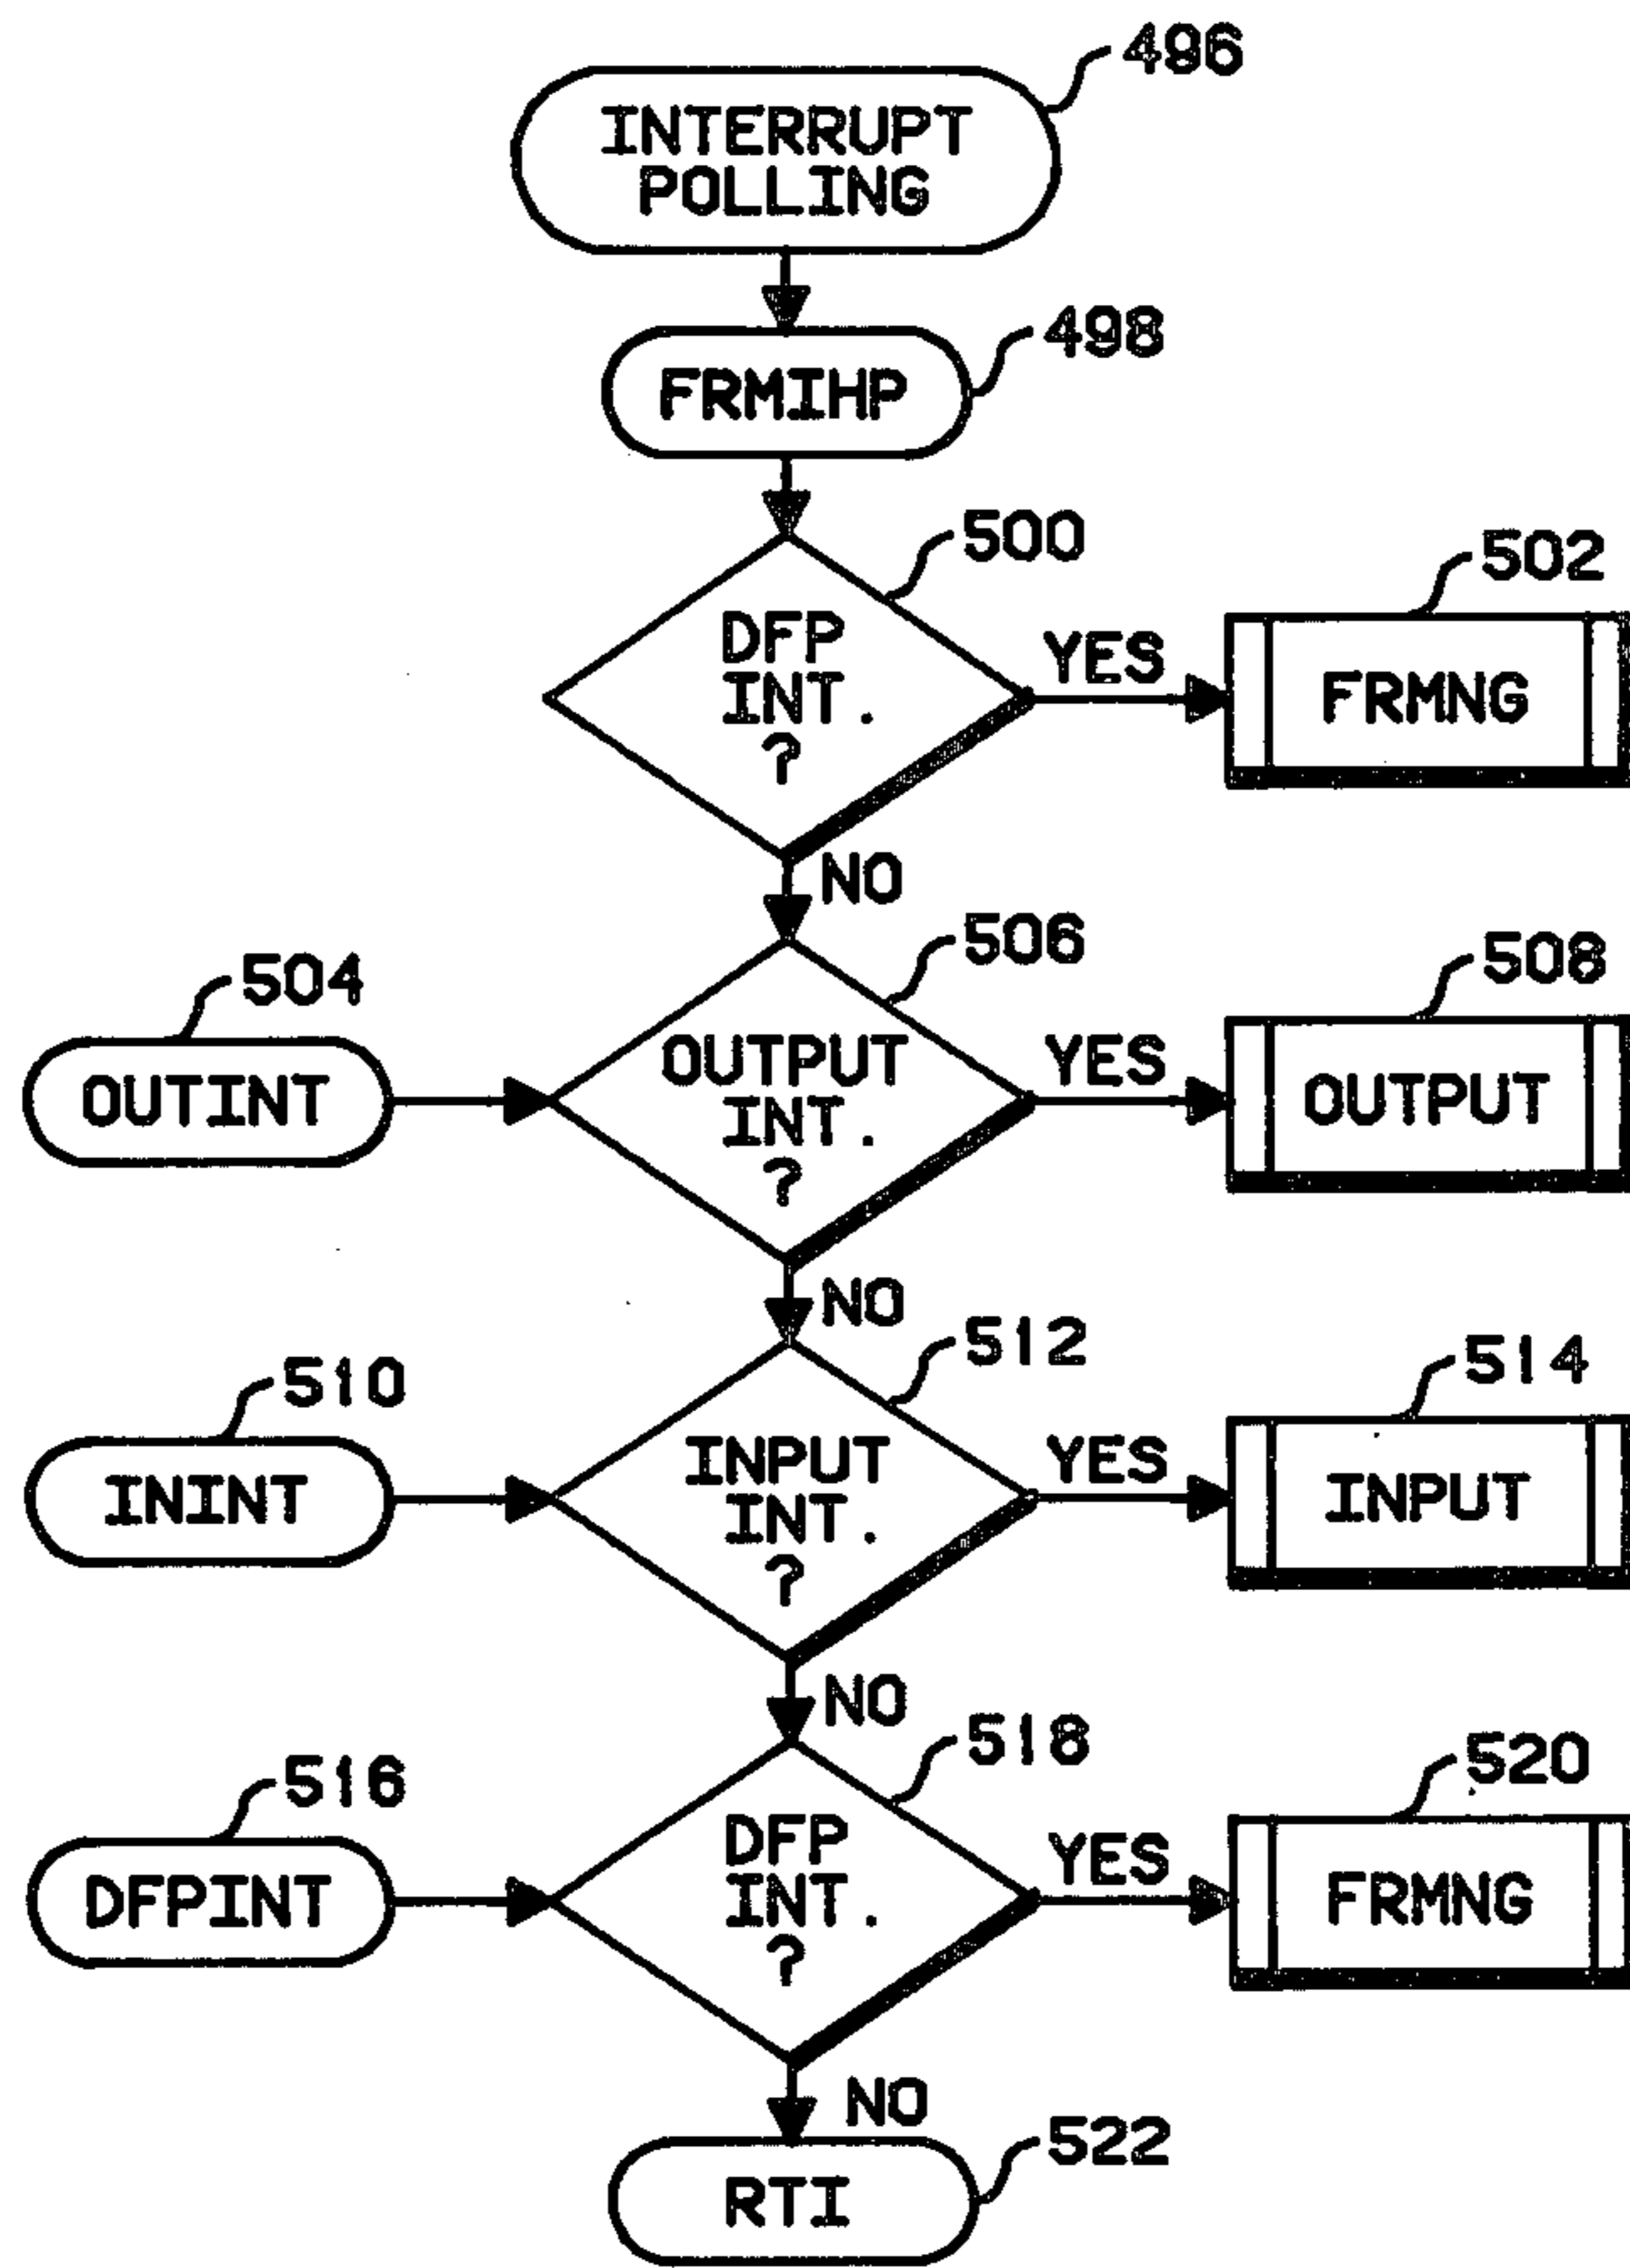 496
INTERRUPT
POLLING
498
FRMIHP
500
DFP
INT.
?
YES
502
FRMNG
NO
504
OUTINT
506
OUTPUT
INT.
?
YES
508
OUTPUT
NO
510
ININT
512
INPUT
INT.
?
YES
514
INPUT
NO
516
DFPINT
518
DFP
INT.
?
YES
520
FRMNG
NO
522
RTI